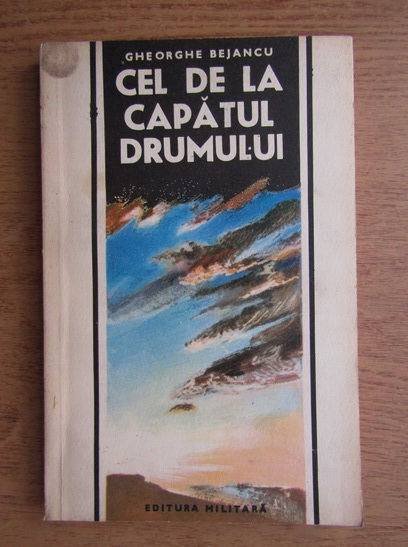 GHEORGHE BEJANCU
CEL DE LA
CAPĂTUL
DRUMULUI
EDITURA MILITARĂ